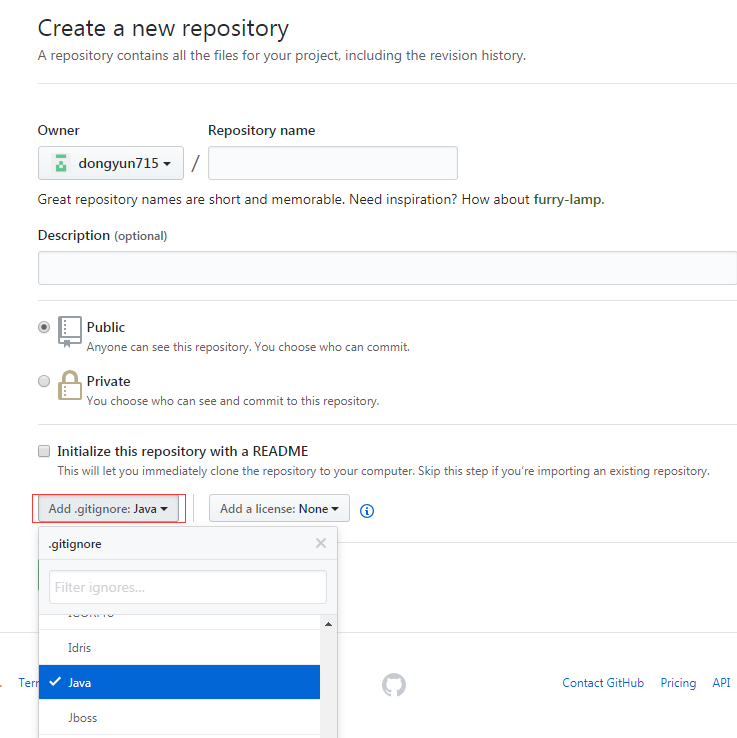 Create a new repository
A repository contains all the files for your project, including the revision history.
Owner
Repository name
dongyun715
/
Great repository names are short and memorable. Need inspiration? How about furry-lamp.
Description (optional)
Public
Anyone can see this repository. You choose who can commit.
Private
You choose who can see and commit to this repository.
Initialize this repository with a README
This will let you immediately clone the repository to your computer. Skip this step if you’re importing an existing repository.
Add .gitignore: Java
Add a license: None
.gitignore
Filter ignores...
Idris
Java
Jboss
Contact GitHub
Pricing
API